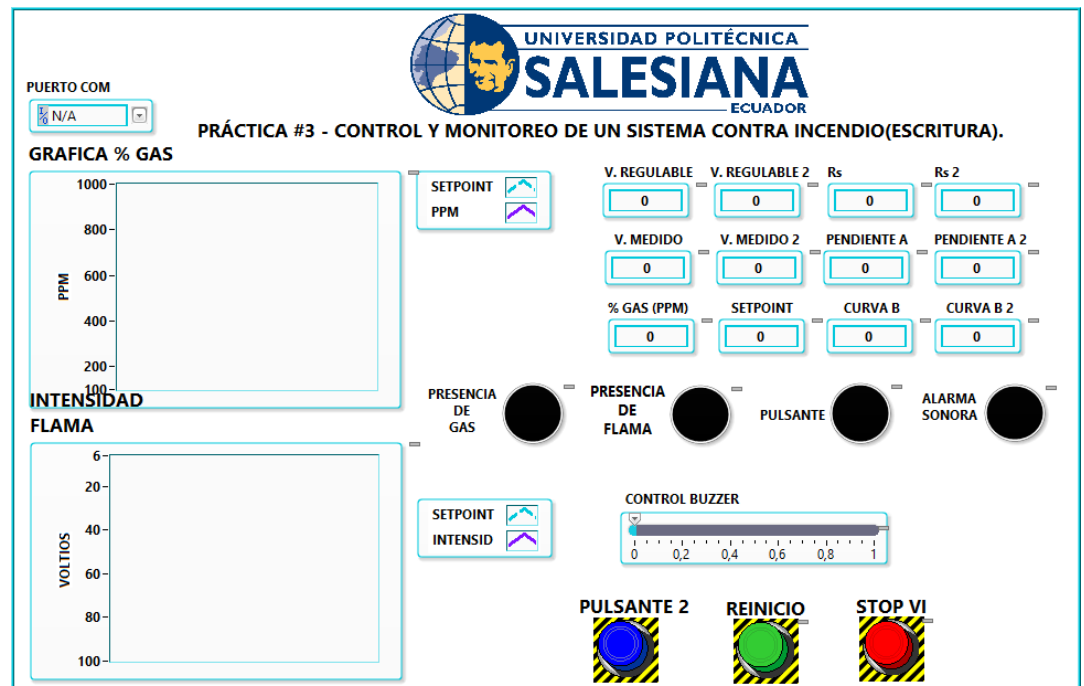 UNIVERSIDAD POLITÉCNICA
SALESIANA
ECUADOR
PUERTO COM
I/O N/A
PRÁCTICA #3 - CONTROL Y MONITOREO DE UN SISTEMA CONTRA INCENDIO(ESCRITURA).
GRAFICA % GAS
1000
800
600
400
200
100
PPM
SETPOINT
PPM
V. REGULABLE V. REGULABLE 2 Rs Rs 2
0 0 0 0
V. MEDIDO V. MEDIDO 2 PENDIENTE A PENDIENTE A 2
0 0 0 0
% GAS (PPM) SETPOINT CURVA B CURVA B 2
0 0 0 0
PRESENCIA
DE
GAS
PRESENCIA
DE
FLAMA
PULSANTE
ALARMA
SONORA
INTENSIDAD
FLAMA
6
20
40
60
80
100
VOLTIOS
SETPOINT
INTENSID
CONTROL BUZZER
0 0,2 0,4 0,6 0,8 1
PULSANTE 2 REINICIO STOP VI